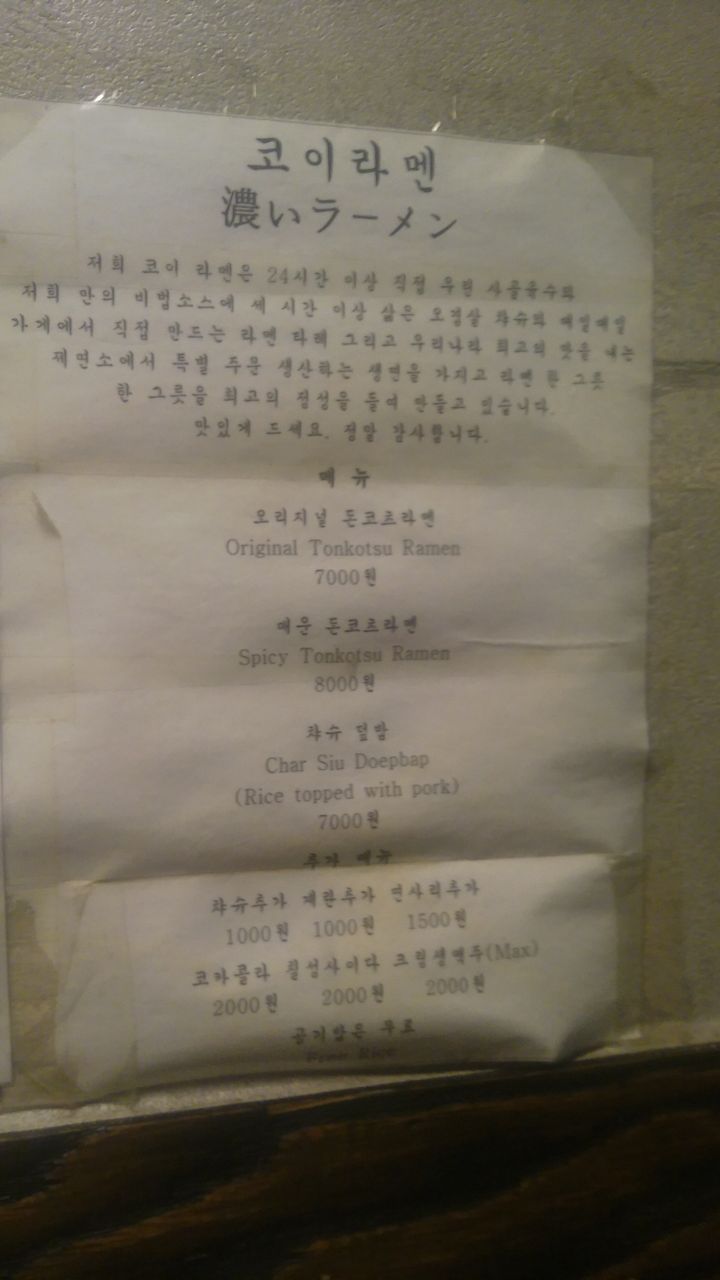 코이라멘
濃いラーメン
저희 코이 라멘은 24시간 이상 직접 우린 사골육수와
저희 만의 비법소스에 세 시간 이상 삶은 오겹살 챠슈와 매일매일
가게에서 직접 만드는 라멘 타레 그리고 우리나라 최고의 맛을 내는
제면소에서 특별 주문 생산하는 생면을 가지고 라멘 한 그릇
한 그릇을 최고의 정성을 들여 만들고 있습니다.
맛있게 드세요. 정말 감사합니다.
메뉴
오리지널 돈코츠라멘
Original Tonkotsu Ramen
7000원
매운 돈코츠라멘
Spicy Tonkotsu Ramen
8000원
챠슈 덮밥
Char Siu Doepbap
(Rice topped with pork)
7000원
추가 메뉴
챠슈추가 계란추가 면사리추가
1000원 1000원 1500원
코카콜라 칠성사이다 크림생맥주(Max)
2000원 2000원 2000원
공기밥은 무료
Free Rice